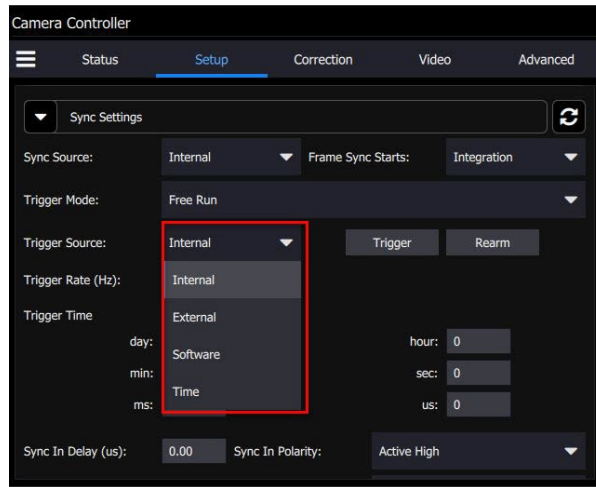 Camera Controller
Status Setup Correction Video Advanced
Sync Settings
Sync Source: Internal Frame Sync Starts: Integration
Trigger Mode: Free Run
Trigger Source: Internal Trigger Rearm
Trigger Rate (Hz): Internal
Trigger Time External
day: hour: 0
Software
min: sec: 0
Time
ms: us: 0
Sync In Delay (us): 0.00 Sync In Polarity: Active High